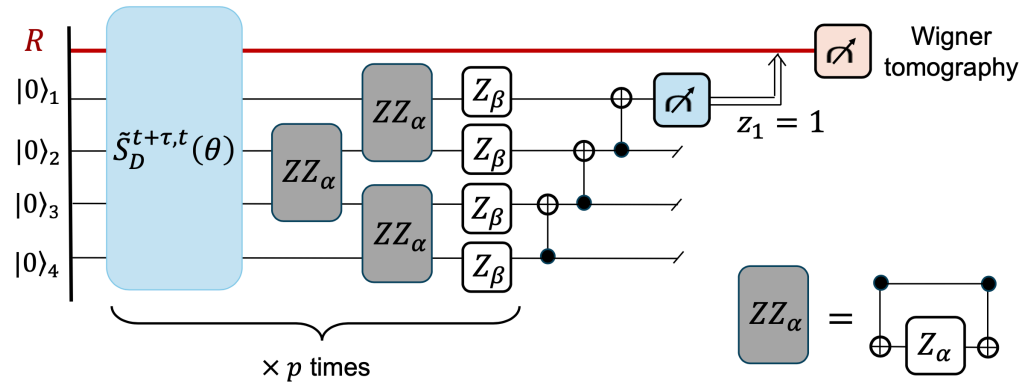 R
Wigner
tomography
|0⟩₁
ZZ_α
Z_β
z₁ = 1
|0⟩₂
S̃_D^{t+τ,t}(θ)
ZZ_α
Z_β
|0⟩₃
ZZ_α
Z_β
|0⟩₄
Z_β
ZZ_α = Z_α
× p times